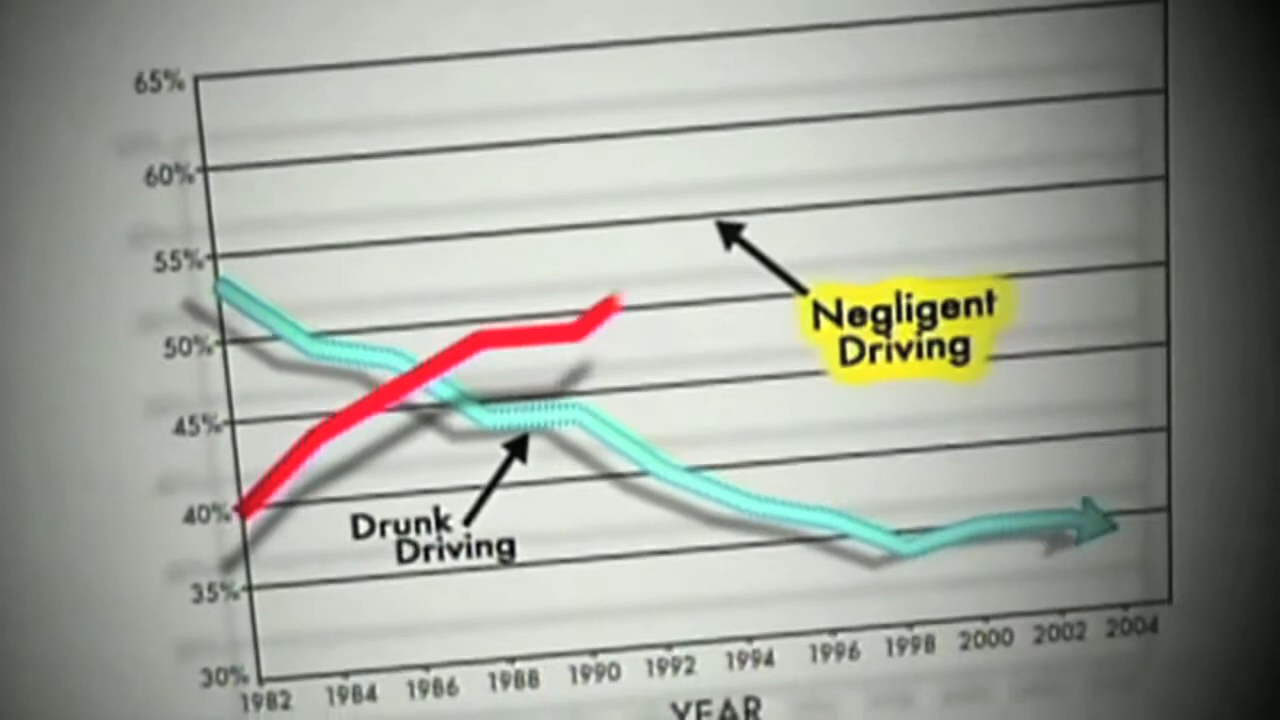 65%
60%
55%
50%
45%
40%
35%
30%
Negligent
Driving
Drunk
Driving
1982 1984 1986 1988 1990 1992 1994 1996 1998 2000 2002 2004
YEAR